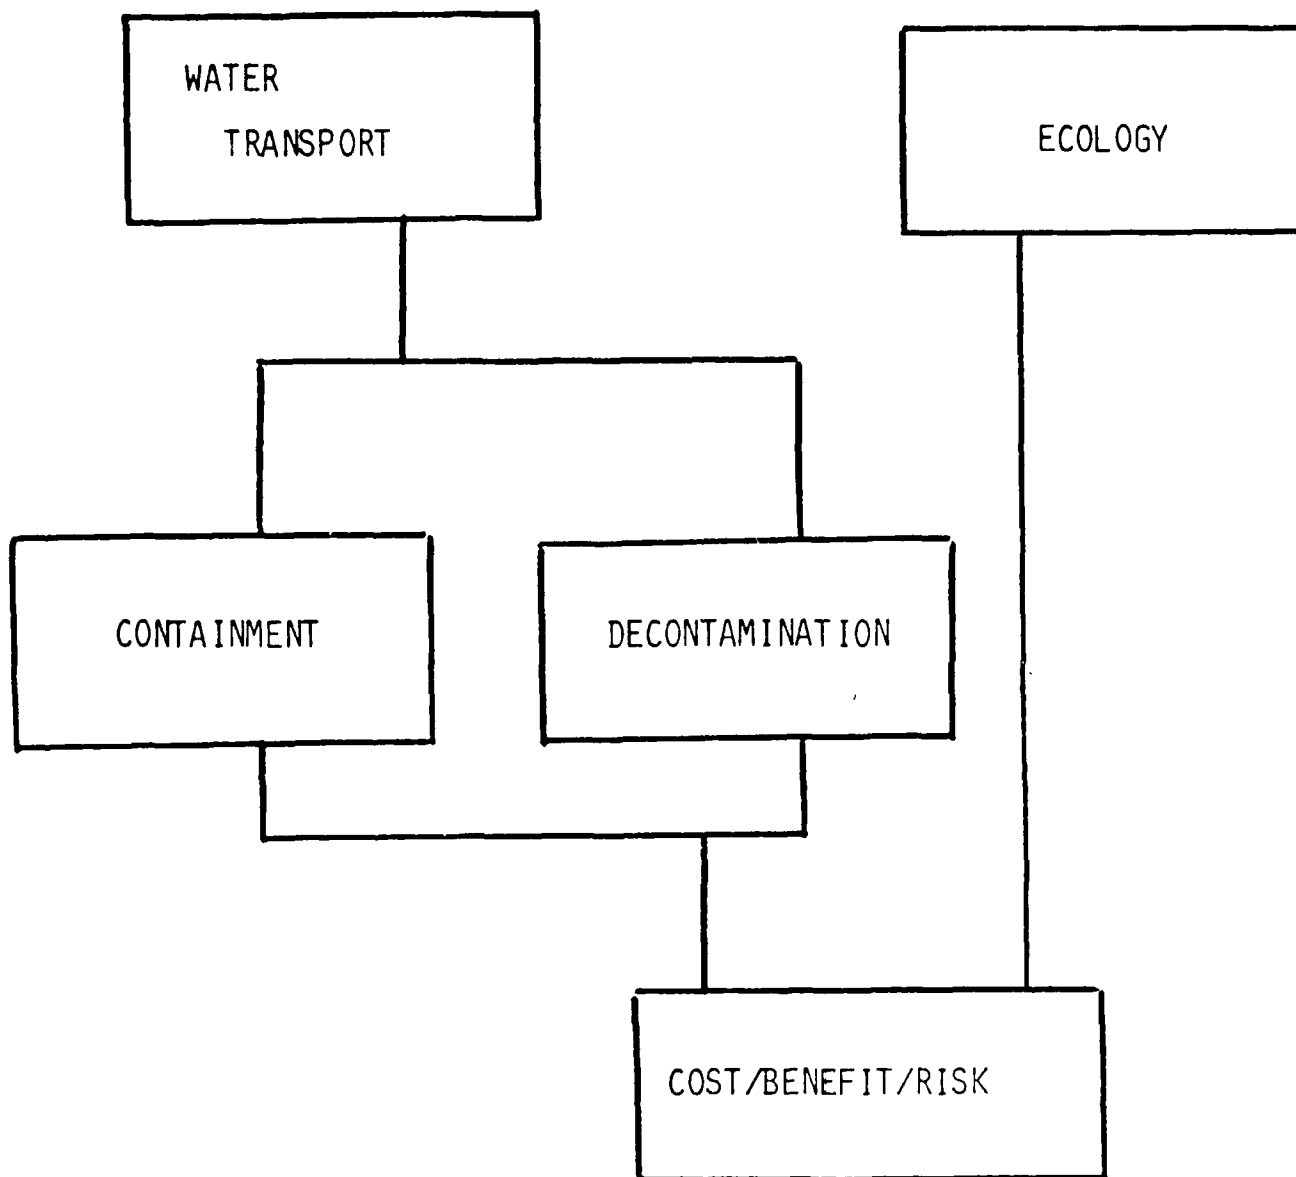 WATER
TRANSPORT
ECOLOGY
CONTAINMENT
DECONTAMINATION
COST/BENEFIT/RISK